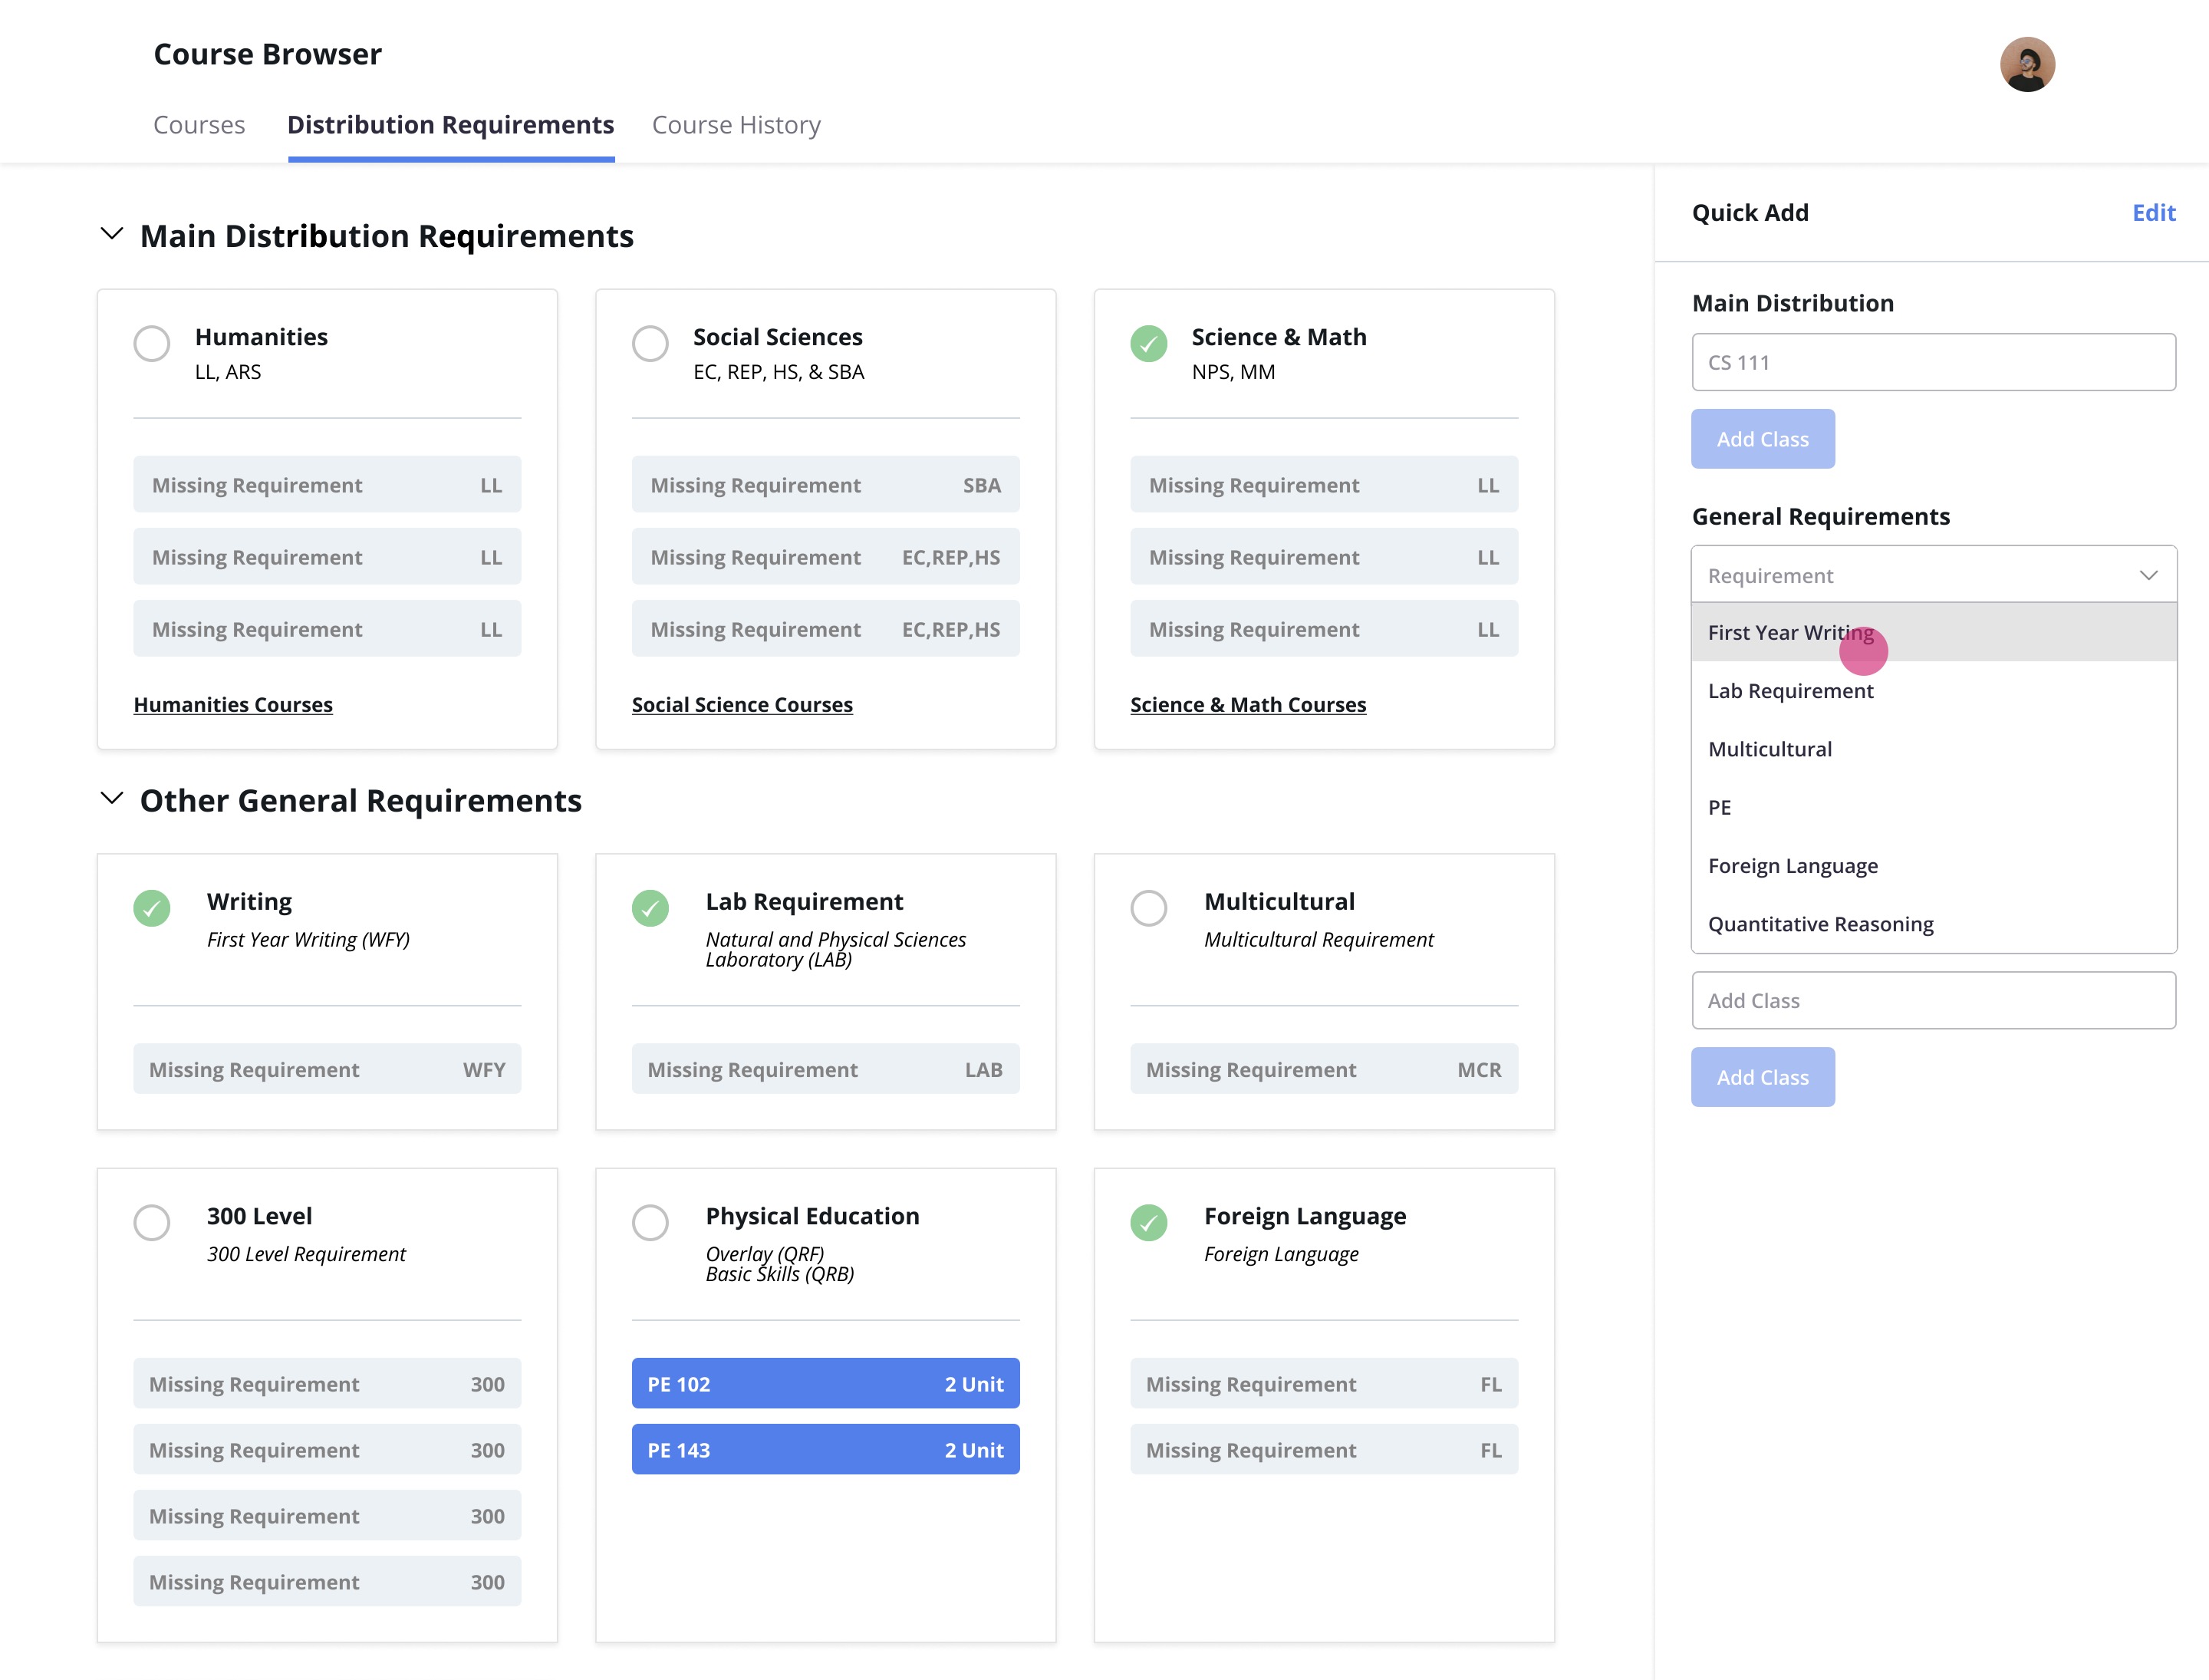 Course Browser
Courses
Distribution Requirements
Course History
Main Distribution Requirements
Humanities
LL, ARS
Missing Requirement LL
Missing Requirement LL
Missing Requirement LL
Humanities Courses
Social Sciences
EC, REP, HS, & SBA
Missing Requirement SBA
Missing Requirement EC,REP,HS
Missing Requirement EC,REP,HS
Social Science Courses
Science & Math
NPS, MM
Missing Requirement LL
Missing Requirement LL
Missing Requirement LL
Science & Math Courses
Other General Requirements
Writing
First Year Writing (WFY)
Missing Requirement WFY
Lab Requirement
Natural and Physical Sciences
Laboratory (LAB)
Missing Requirement LAB
Multicultural
Multicultural Requirement
Missing Requirement MCR
300 Level
300 Level Requirement
Missing Requirement 300
Missing Requirement 300
Missing Requirement 300
Missing Requirement 300
Physical Education
Overlay (QRF)
Basic Skills (QRB)
PE 102 2 Unit
PE 143 2 Unit
Foreign Language
Foreign Language
Missing Requirement FL
Missing Requirement FL
Quick Add
Edit
Main Distribution
CS 111
Add Class
General Requirements
Requirement
First Year Writing
Lab Requirement
Multicultural
PE
Foreign Language
Quantitative Reasoning
Add Class
Add Class